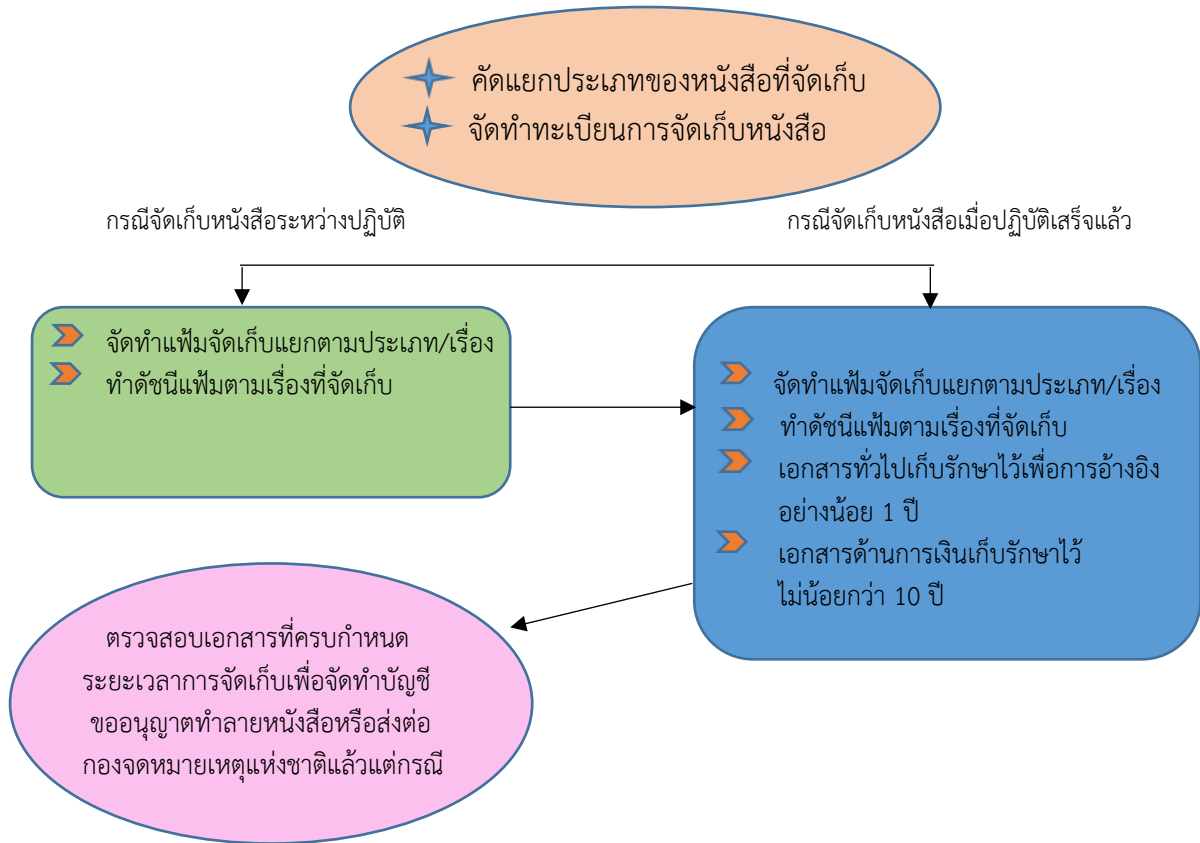 คัดแยกประเภทของหนังสือที่จัดเก็บ
จัดทำทะเบียนการจัดเก็บหนังสือ
กรณีจัดเก็บหนังสือระหว่างปฏิบัติ
กรณีจัดเก็บหนังสือเมื่อปฏิบัติเสร็จแล้ว
จัดทำแฟ้มจัดเก็บแยกตามประเภท/เรื่อง
ทำดัชนีแฟ้มตามเรื่องที่จัดเก็บ
จัดทำแฟ้มจัดเก็บแยกตามประเภท/เรื่อง
ทำดัชนีแฟ้มตามเรื่องที่จัดเก็บ
เอกสารทั่วไปเก็บรักษาไว้เพื่อการอ้างอิง
อย่างน้อย 1 ปี
เอกสารด้านการเงินเก็บรักษาไว้
ไม่น้อยกว่า 10 ปี
ตรวจสอบเอกสารที่ครบกำหนด
ระยะเวลาการจัดเก็บเพื่อจัดทำบัญชี
ขออนุญาตทำลายหนังสือหรือส่งต่อ
กองจดหมายเหตุแห่งชาติแล้วแต่กรณี